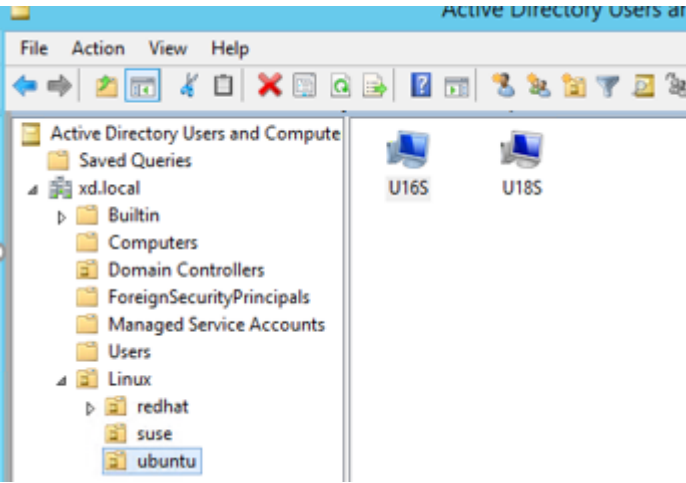 Active Directory Users a
File Action View Help
Active Directory Users and Compute
Saved Queries
xd.local
Builtin
Computers
Domain Controllers
ForeignSecurityPrincipals
Managed Service Accounts
Users
Linux
redhat
suse
ubuntu
U16S U18S